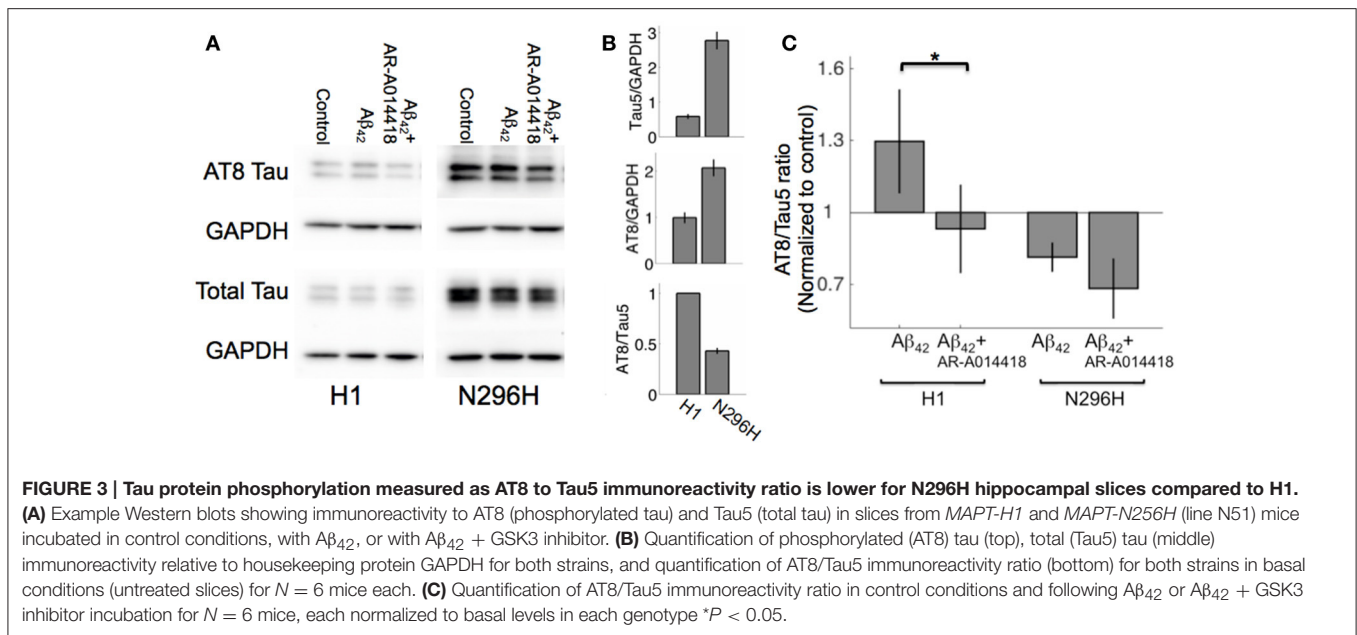 A
Control
Aβ42
AR-A014418
Aβ42+
Control
Aβ42
AR-A014418
Aβ42+
AT8 Tau
GAPDH
Total Tau
GAPDH
H1
N296H
B
Tau5/GAPDH
3
2
1
0
AT8/GAPDH
2
1
0
AT8/Tau5
1
0.5
0
H1
N296H
C
*
AT8/Tau5 ratio
(Normalized to control)
1.6
1.3
1
0.7
Aβ42
Aβ42+
AR-A014418
Aβ42
Aβ42+
AR-A014418
H1
N296H
FIGURE 3 | Tau protein phosphorylation measured as AT8 to Tau5 immunoreactivity ratio is lower for N296H hippocampal slices compared to H1.
(A) Example Western blots showing immunoreactivity to AT8 (phosphorylated tau) and Tau5 (total tau) in slices from MAPT-H1 and MAPT-N256H (line N51) mice
incubated in control conditions, with Aβ42, or with Aβ42 + GSK3 inhibitor. (B) Quantification of phosphorylated (AT8) tau (top), total (Tau5) tau (middle)
immunoreactivity relative to housekeeping protein GAPDH for both strains, and quantification of AT8/Tau5 immunoreactivity ratio (bottom) for both strains in basal
conditions (untreated slices) for N = 6 mice each. (C) Quantification of AT8/Tau5 immunoreactivity ratio in control conditions and following Aβ42 or Aβ42 + GSK3
inhibitor incubation for N = 6 mice, each normalized to basal levels in each genotype *P < 0.05.